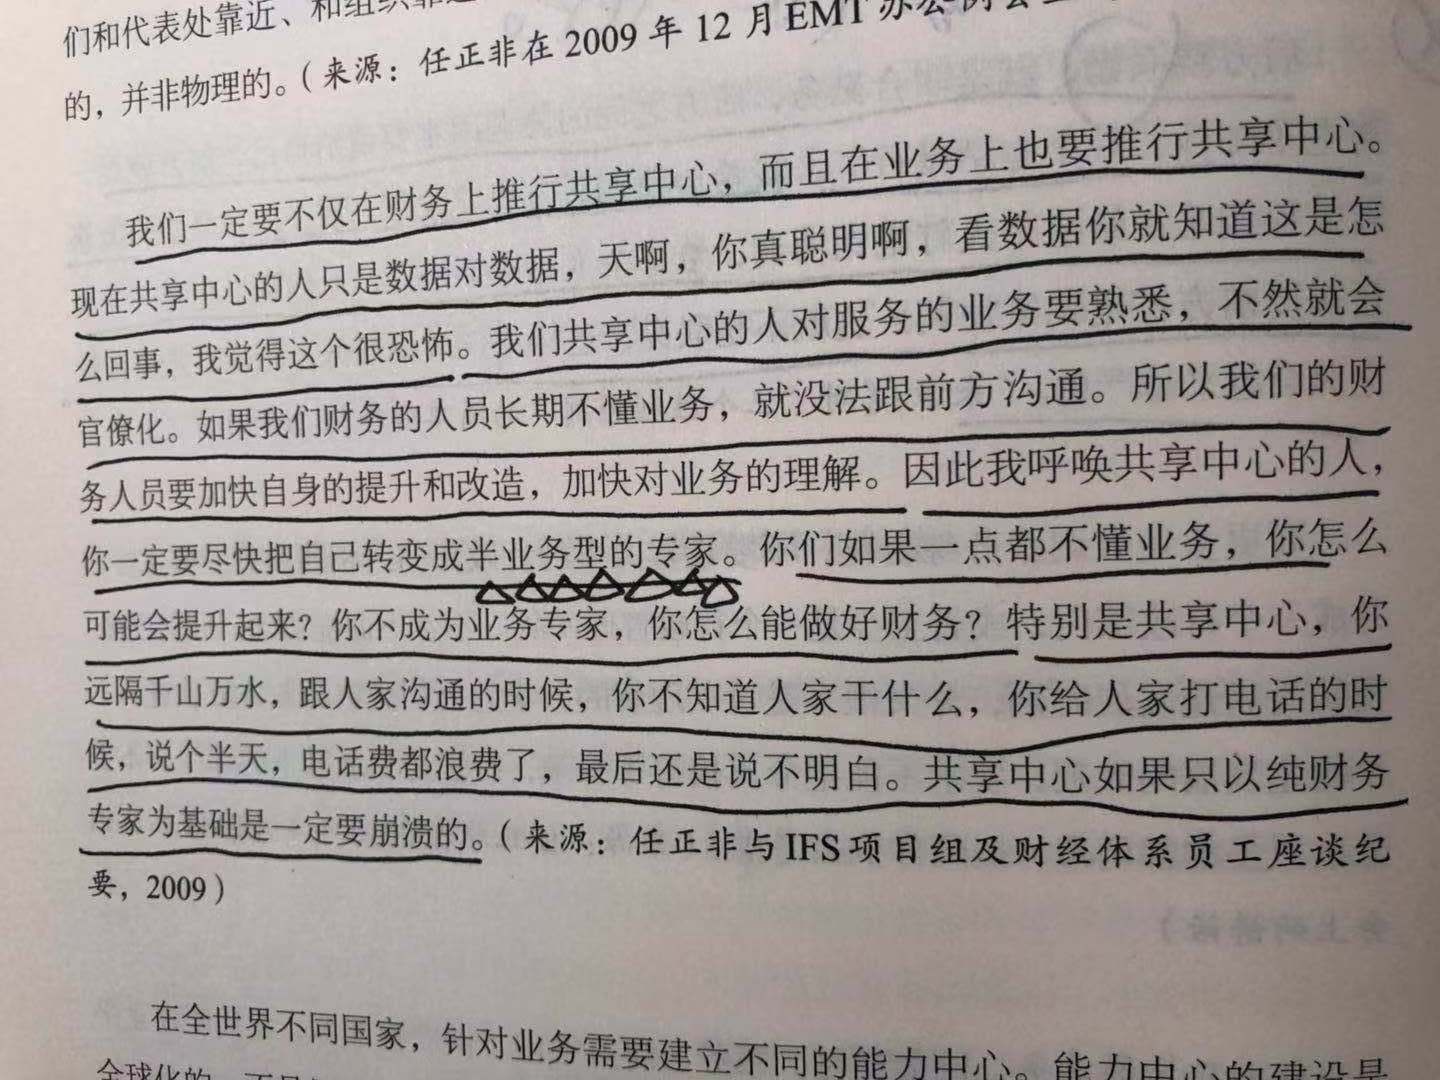 们和代表处靠近、和组织靠近
的，并非物理的。（来源：任正非在 2009 年 12 月 EMT 办公例会上
我们一定要不仅在财务上推行共享中心，而且在业务上也要推行共享中心。
现在共享中心的人只是数据对数据，天啊，你真聪明啊，看数据你就知道这是怎
么回事，我觉得这个很恐怖。我们共享中心的人对服务的业务要熟悉，不然就会
官僚化。如果我们财务的人员长期不懂业务，就没法跟前方沟通。所以我们的财
务人员要加快自身的提升和改造，加快对业务的理解。因此我呼唤共享中心的人，
你一定要尽快把自己转变成半业务型的专家。你们如果一点都不懂业务，你怎么
可能会提升起来？你不成为业务专家，你怎么能做好财务？特别是共享中心，你
远隔千山万水，跟人家沟通的时候，你不知道人家干什么，你给人家打电话的时
候，说个半天，电话费都浪费了，最后还是说不明白。共享中心如果只以纯财务
专家为基础是一定要崩溃的。（来源：任正非与 IFS 项目组及财经体系员工座谈纪
要，2009）
在全世界不同国家，针对业务需要建立不同的能力中心。能力中心的建设是
全球化的